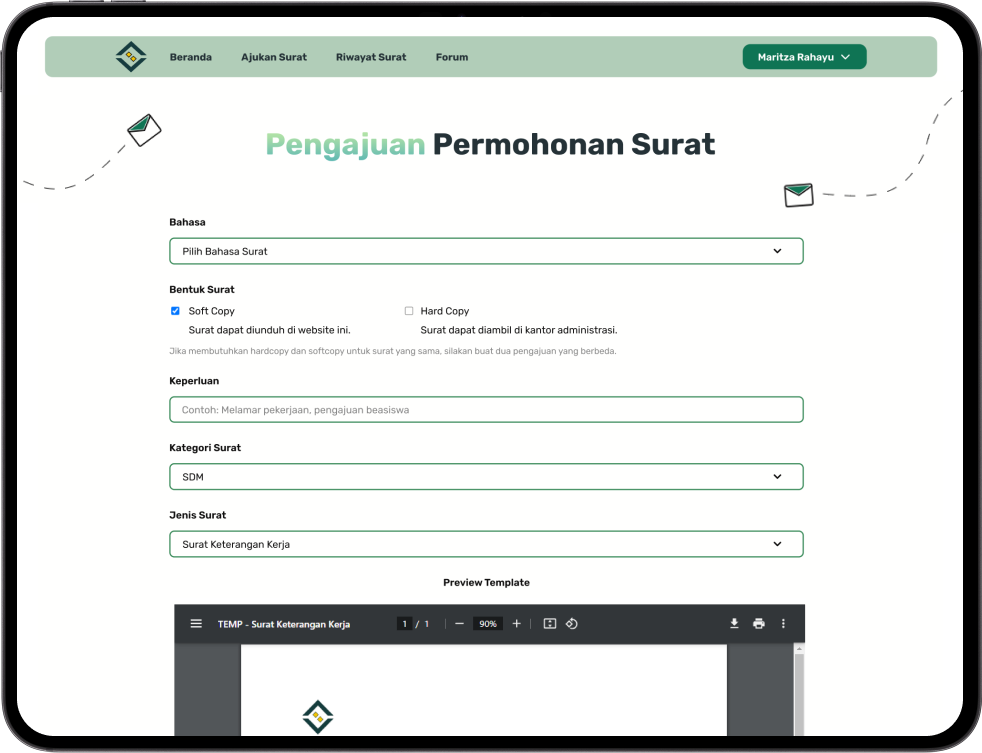 Beranda Ajukan Surat Riwayat Surat Forum Maritza Rahayu
Pengajuan Permohonan Surat
Bahasa
Pilih Bahasa Surat
Bentuk Surat
Soft Copy Hard Copy
Surat dapat diunduh di website ini. Surat dapat diambil di kantor administrasi.
Jika membutuhkan hardcopy dan softcopy untuk surat yang sama, silakan buat dua pengajuan yang berbeda.
Keperluan
Contoh: Melamar pekerjaan, pengajuan beasiswa
Kategori Surat
SDM
Jenis Surat
Surat Keterangan Kerja
Preview Template
TEMP - Surat Keterangan Kerja 1 / 1 90%